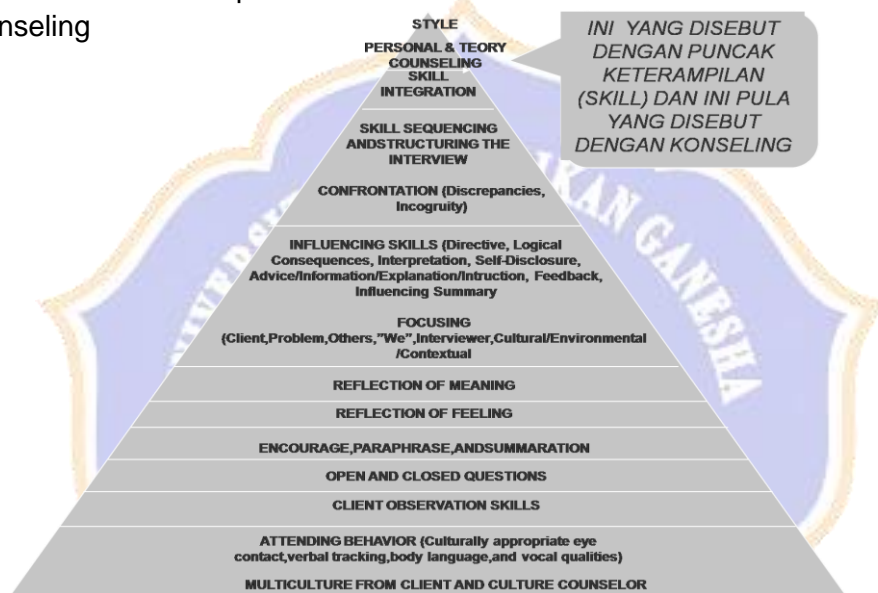 nseling
STYLE
PERSONAL & TEORY
COUNSELING
SKILL
INTEGRATION
INI YANG DISEBUT
DENGAN PUNCAK
KETERAMPILAN
(SKILL) DAN INI PULA
YANG DISEBUT
DENGAN KONSELING
SKILL SEQUENCING
ANDSTRUCTURING THE
INTERVIEW
CONFRONTATION (Discrepancies,
Incogruity)
INFLUENCING SKILLS (Directive, Logical
Consequences, Interpretation, Self-Disclosure,
Advice/Information/Explanation/Intruction, Feedback,
Influencing Summary
FOCUSING
(Client,Problem,Others,"We",Interviewer,Cultural/Environmental
/Contextual
REFLECTION OF MEANING
REFLECTION OF FEELING
ENCOURAGE,PARAPHRASE,ANDSUMMARATION
OPEN AND CLOSED QUESTIONS
CLIENT OBSERVATION SKILLS
ATTENDING BEHAVIOR (Culturally appropriate eye
contact,verbal tracking,body language,and vocal qualities)
MULTICULTURE FROM CLIENT AND CULTURE COUNSELOR
GANESHA